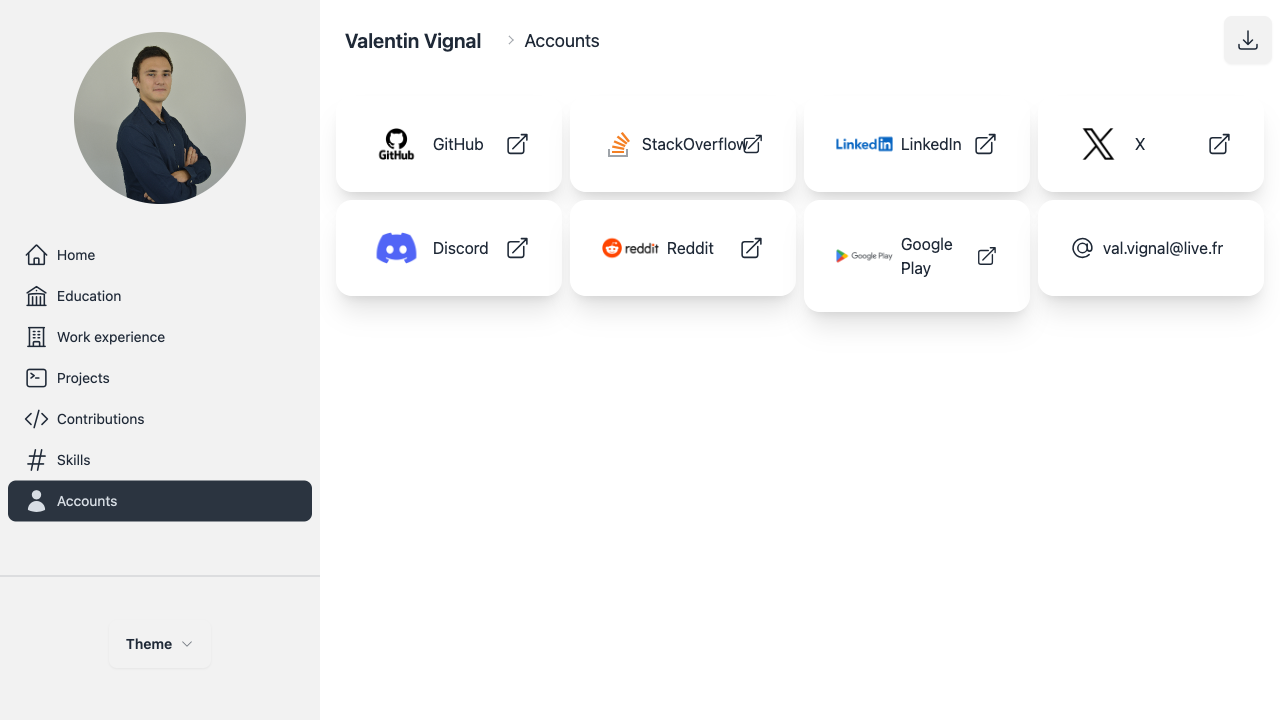 Valentin Vignal > Accounts
GitHub GitHub
StackOverflow
Linkedin LinkedIn
X
Discord
reddit Reddit
Google Play Google
Play
val.vignal@live.fr
Home
Education
Work experience
Projects
Contributions
Skills
Accounts
Theme